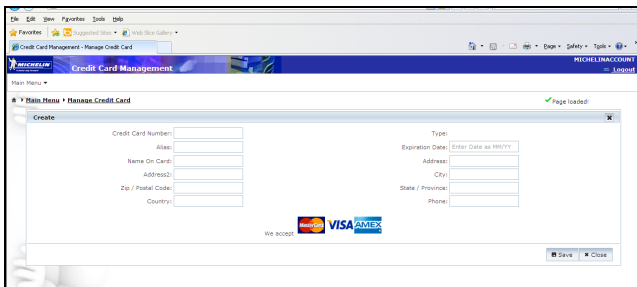 File Edit View Favorites Tools Help
Favorites Suggested Sites Web Slice Gallery
Credit Card Management - Manage Credit Card
Page Safety Tools
MICHELIN Credit Card Management MICHELINACCOUNT
Logout
Main Menu
Main Menu Manage Credit Card Page loaded!
Create
Credit Card Number: Type:
Alias: Expiration Date: Enter Date as MM/YY
Name On Card: Address:
Address2: City:
Zip / Postal Code: State / Province:
Country: Phone:
We accept MasterCard VISA AMEX
Save Close